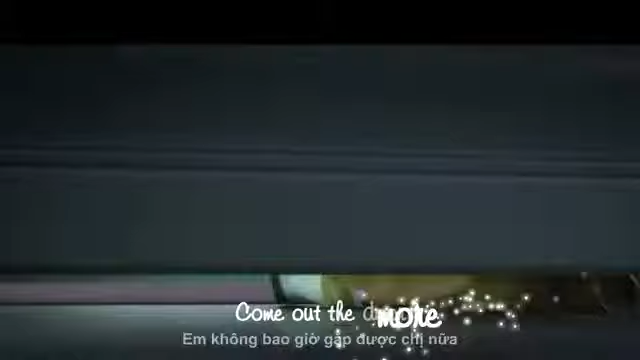 Come out the
more
Em không bao giờ gặp được chị nữa